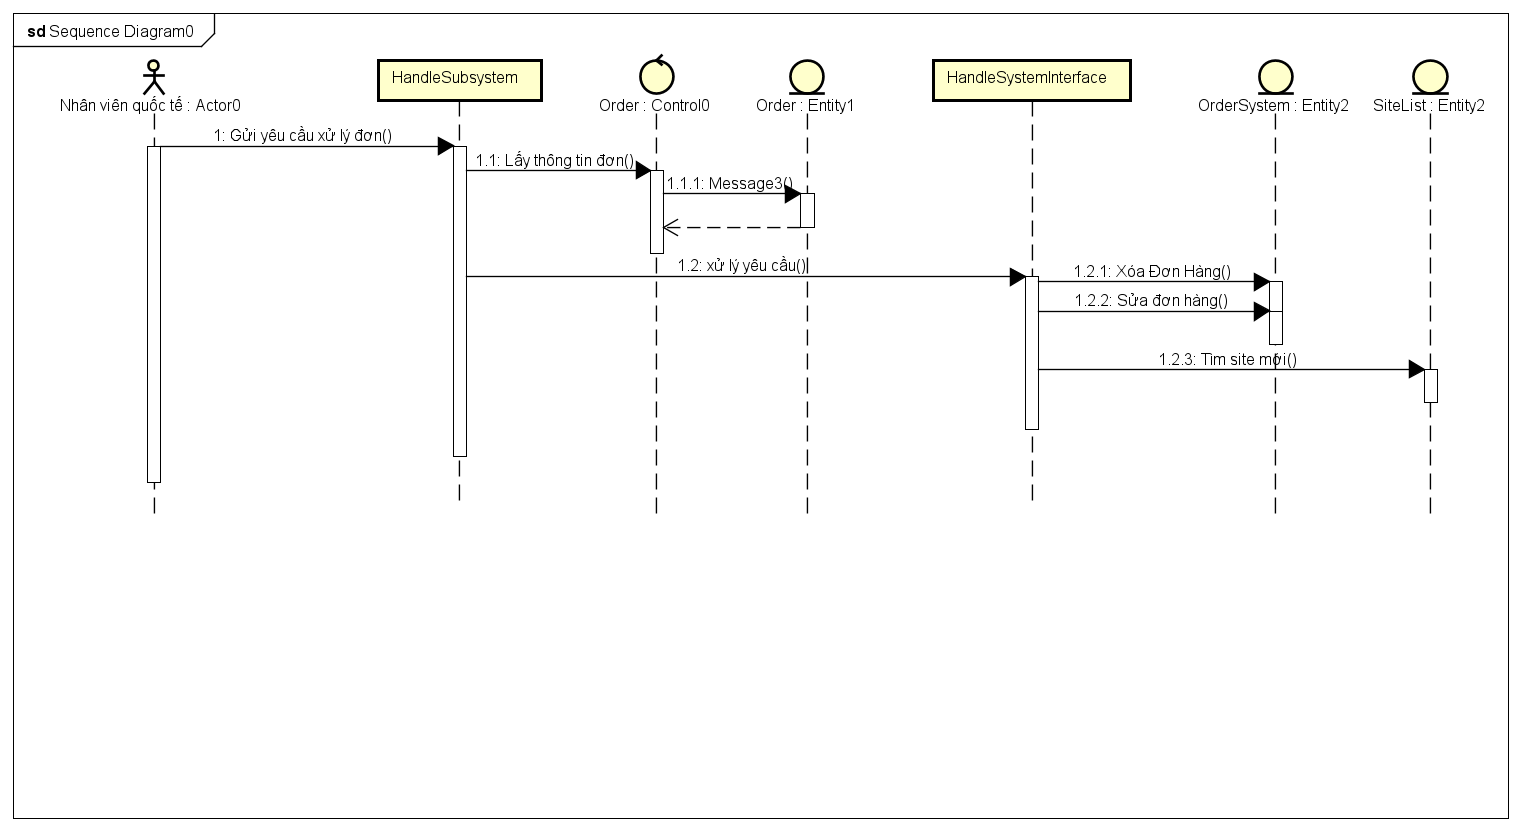 sd Sequence Diagram0
Nhân viên quốc tế : Actor0
HandleSubsystem
Order : Control0
Order : Entity1
HandleSystemInterface
OrderSystem : Entity2
SiteList : Entity2
1: Gửi yêu cầu xử lý đơn()
1.1: Lấy thông tin đơn()
1.1.1: Message3()
1.2: xử lý yêu cầu()
1.2.1: Xóa Đơn Hàng()
1.2.2: Sửa đơn hàng()
1.2.3: Tìm site mới()